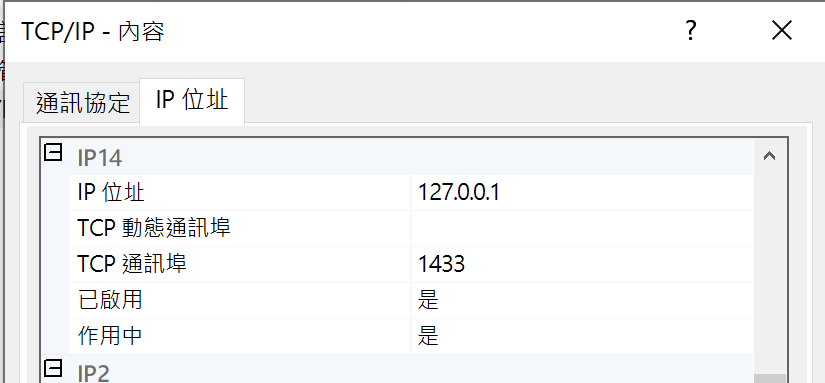 TCP/IP - 內容
? ×
通訊協定 IP 位址
IP14
IP 位址 127.0.0.1
TCP 動態通訊埠
TCP 通訊埠 1433
已啟用 是
作用中 是
IP2